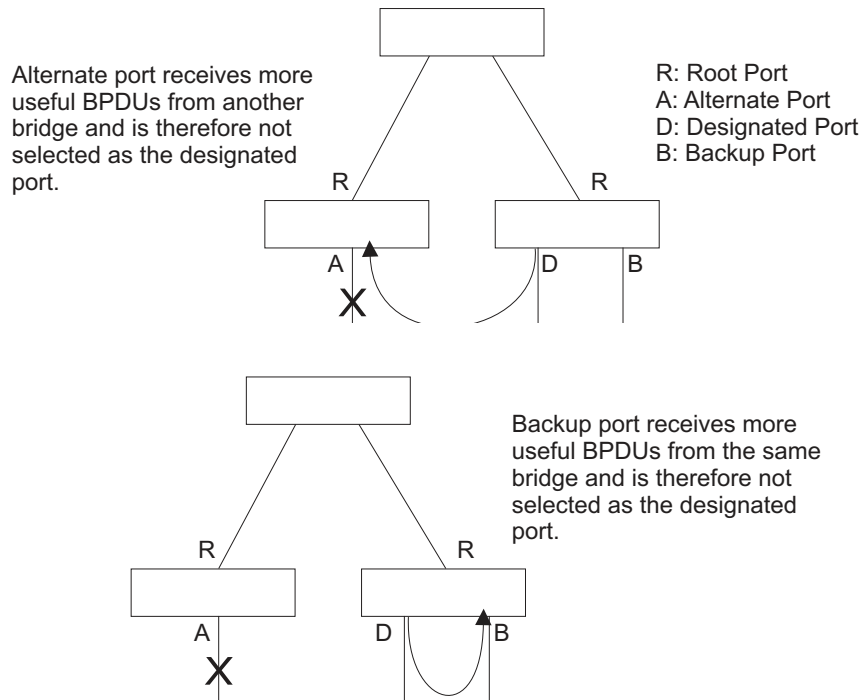 Alternate port receives more
useful BPDUs from another
bridge and is therefore not
selected as the designated
port.
R: Root Port
A: Alternate Port
D: Designated Port
B: Backup Port
R
R
A
D
B
X
Backup port receives more
useful BPDUs from the same
bridge and is therefore not
selected as the designated
port.
R
R
A
D
B
X